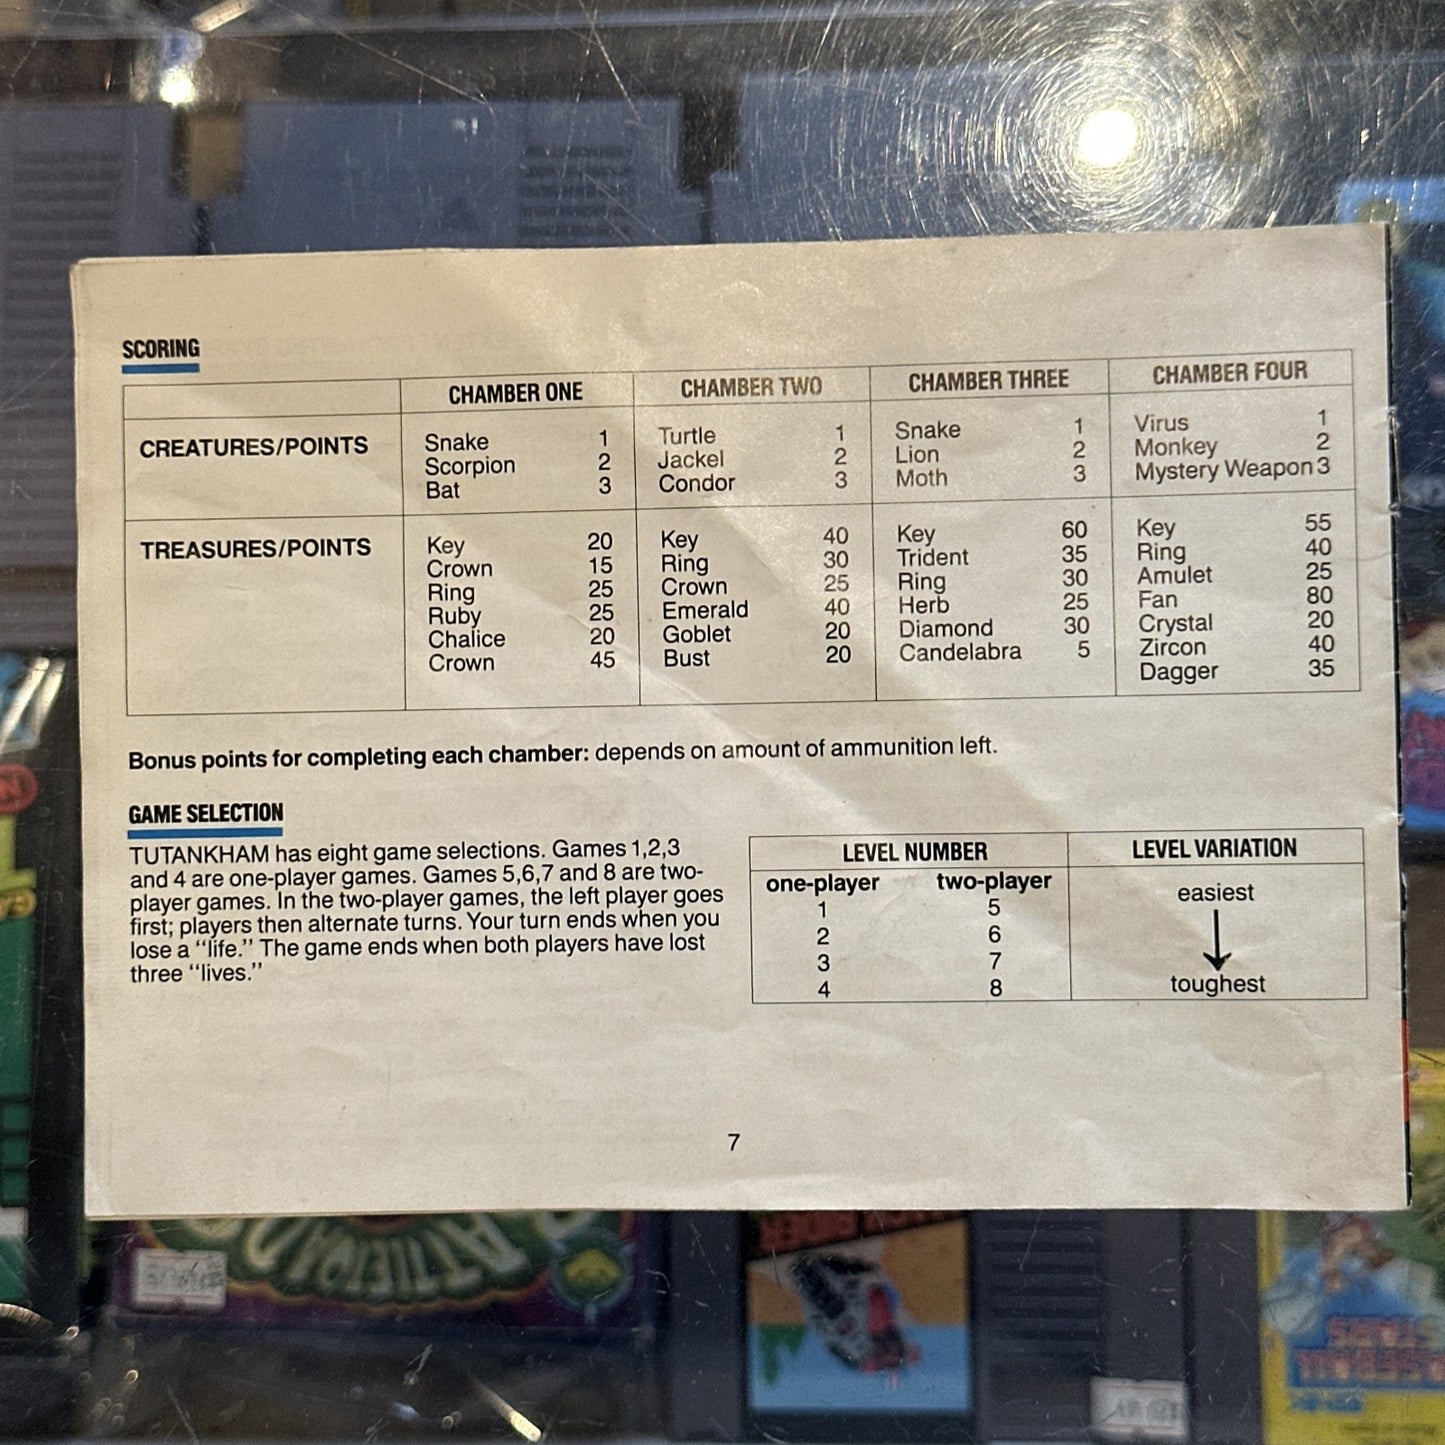 SCORING
CHAMBER ONE CHAMBER TWO CHAMBER THREE CHAMBER FOUR
CREATURES/POINTS Snake 1 Turtle 1 Snake 1 Virus 1
Scorpion 2 Jackel 2 Lion 2 Monkey 2
Bat 3 Condor 3 Moth 3 Mystery Weapon 3
TREASURES/POINTS Key 20 Key 40 Key 60 Key 55
Crown 15 Ring 30 Trident 35 Ring 40
Ring 25 Crown 25 Ring 30 Amulet 25
Ruby 25 Emerald 40 Herb 25 Fan 80
Chalice 20 Goblet 20 Diamond 30 Crystal 20
Crown 45 Bust 20 Candelabra 5 Zircon 40
Dagger 35
Bonus points for completing each chamber: depends on amount of ammunition left.
GAME SELECTION
TUTANKHAM has eight game selections. Games 1,2,3
and 4 are one-player games. Games 5,6,7 and 8 are two-
player games. In the two-player games, the left player goes
first; players then alternate turns. Your turn ends when you
lose a "life." The game ends when both players have lost
three "lives."
LEVEL NUMBER LEVEL VARIATION
one-player two-player
1 5 easiest
2 6
3 7
4 8 toughest
7